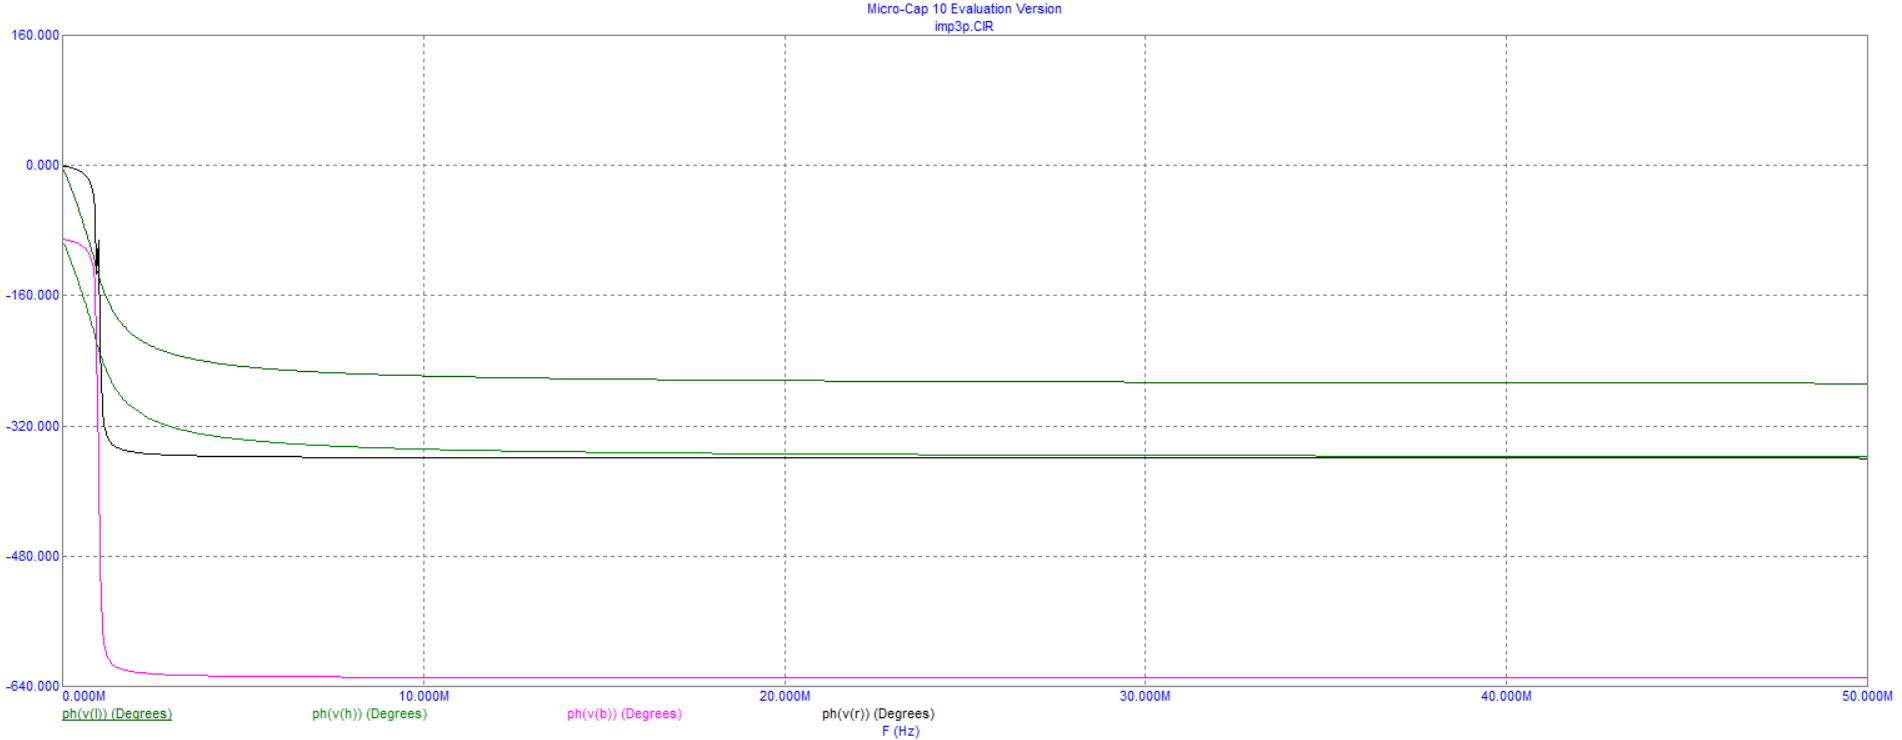 Micro-Cap 10 Evaluation Version
imp3p.CIR
160.000
0.000
-160.000
-320.000
-480.000
-640.000
0.000M 10.000M 20.000M 30.000M 40.000M 50.000M
ph(v(l)) (Degrees) ph(v(h)) (Degrees) ph(v(b)) (Degrees) ph(v(r)) (Degrees)
F (Hz)